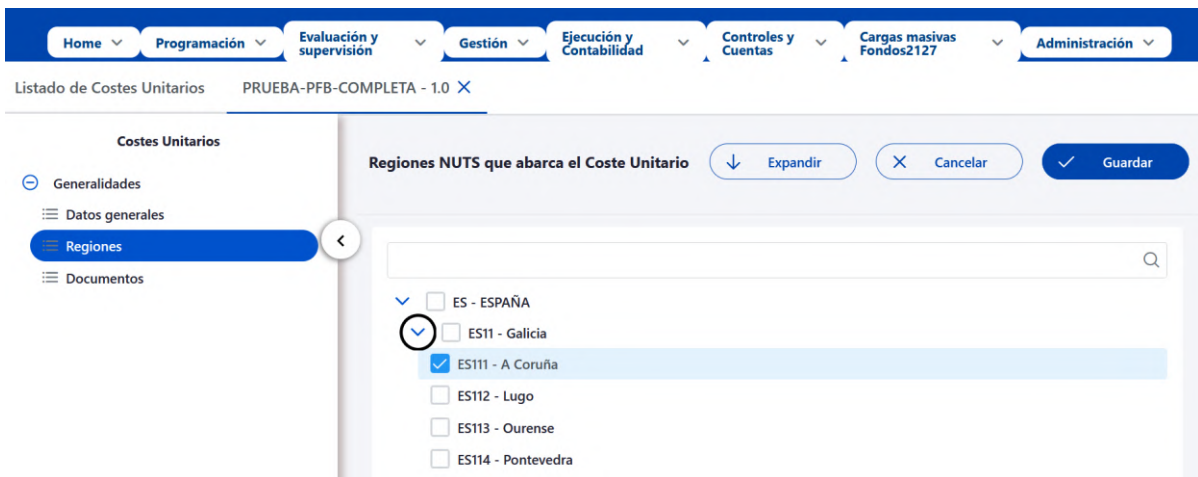 Home
Programación
Evaluación y
supervisión
Gestión
Ejecución y
Contabilidad
Controles y
Cuentas
Cargas masivas
Fondos2127
Administración
Listado de Costes Unitarios
PRUEBA-PFB-COMPLETA - 1.0
Costes Unitarios
Generalidades
Datos generales
Regiones
Documentos
Regiones NUTS que abarca el Coste Unitario
Expandir
Cancelar
Guardar
ES - ESPAÑA
ES11 - Galicia
ES111 - A Coruña
ES112 - Lugo
ES113 - Ourense
ES114 - Pontevedra